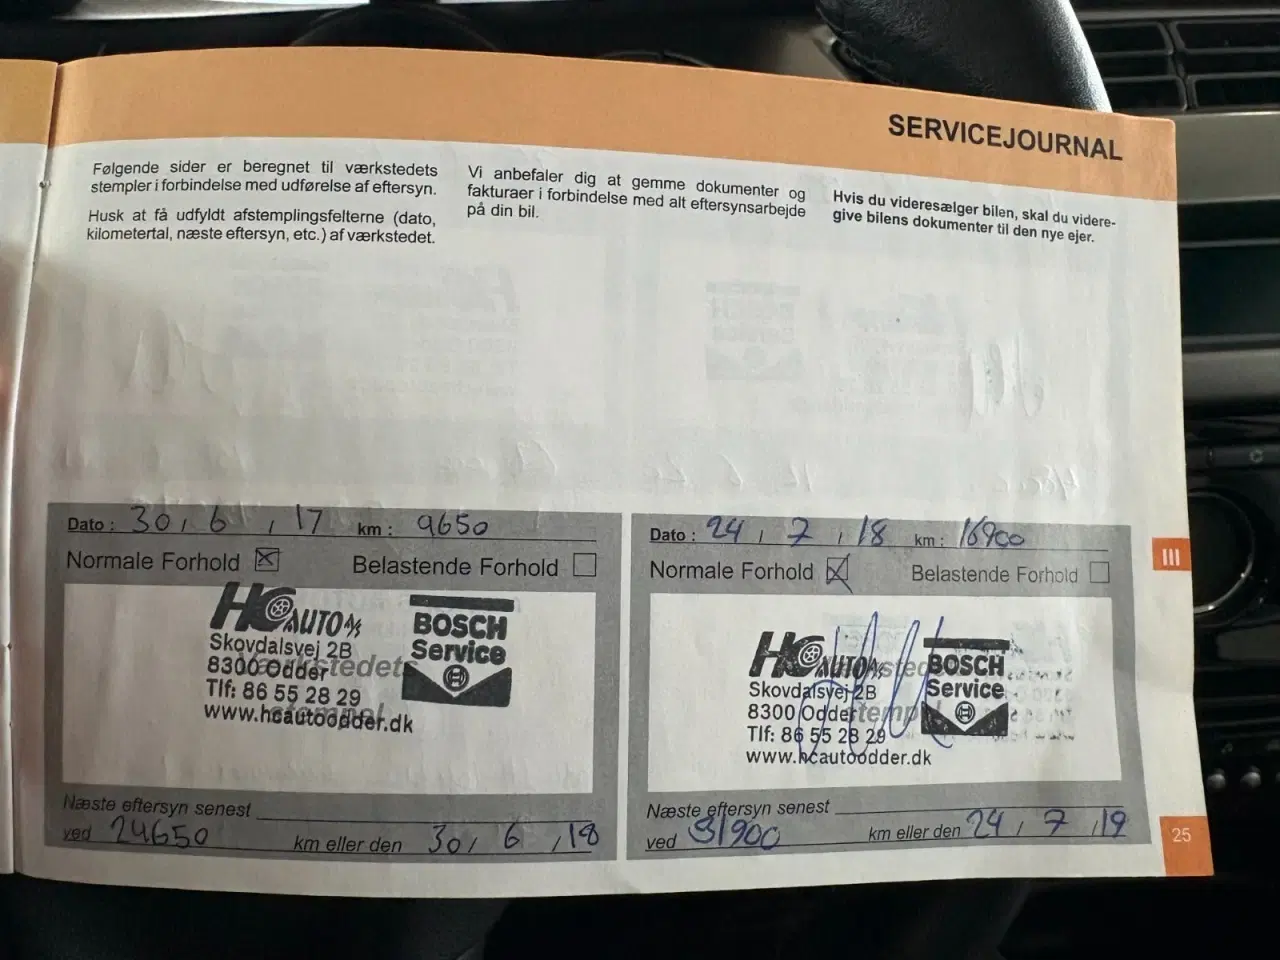 SERVICEJOURNAL
Følgende sider er beregnet til værkstedets
stempler i forbindelse med udførelse af eftersyn.
Husk at få udfyldt afstemplingsfelterne (dato,
kilometertal, næste eftersyn, etc.) af værkstedet.
Vi anbefaler dig at gemme dokumenter og
fakturaer i forbindelse med alt eftersynsarbejde
på din bil.
Hvis du videresælger bilen, skal du videre-
give bilens dokumenter til den nye ejer.
Dato : 30 / 6 / 17 km : 9650
Normale Forhold ☒ Belastende Forhold ☐
HC AUTO A/S
Skovdalsvej 2B
8300 Odder
Tlf: 86 55 28 29
www.hcautoodder.dk
BOSCH
Service
Værkstedets
stempel
Næste eftersyn senest
ved 24650 km eller den 30 / 6 / 18
Dato : 24 / 7 / 18 km : 16900
Normale Forhold ☒ Belastende Forhold ☐
HC AUTO A/S
Skovdalsvej 2B
8300 Odder
Tlf: 86 55 28 29
www.hcautoodder.dk
BOSCH
Service
stempel
Næste eftersyn senest
ved 31900 km eller den 24 / 7 / 19
III
25